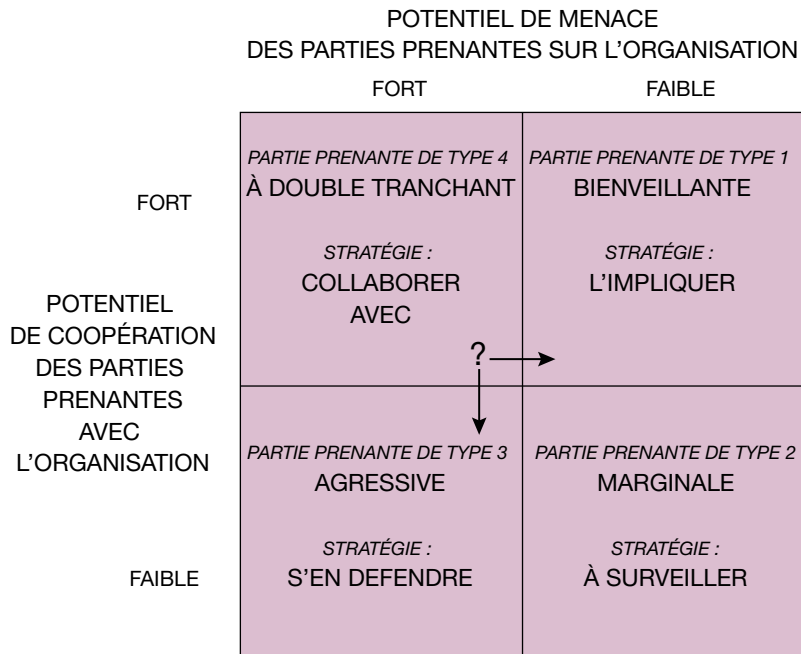 POTENTIEL DE MENACE
DES PARTIES PRENANTES SUR L'ORGANISATION
FORT
FAIBLE
POTENTIEL
DE COOPÉRATION
DES PARTIES
PRENANTES
AVEC
L'ORGANISATION
FORT
PARTIE PRENANTE DE TYPE 4
À DOUBLE TRANCHANT
STRATÉGIE :
COLLABORER
AVEC
?
PARTIE PRENANTE DE TYPE 1
BIENVEILLANTE
STRATÉGIE :
L'IMPLIQUER
FAIBLE
PARTIE PRENANTE DE TYPE 3
AGRESSIVE
STRATÉGIE :
S'EN DEFENDRE
PARTIE PRENANTE DE TYPE 2
MARGINALE
STRATÉGIE :
À SURVEILLER